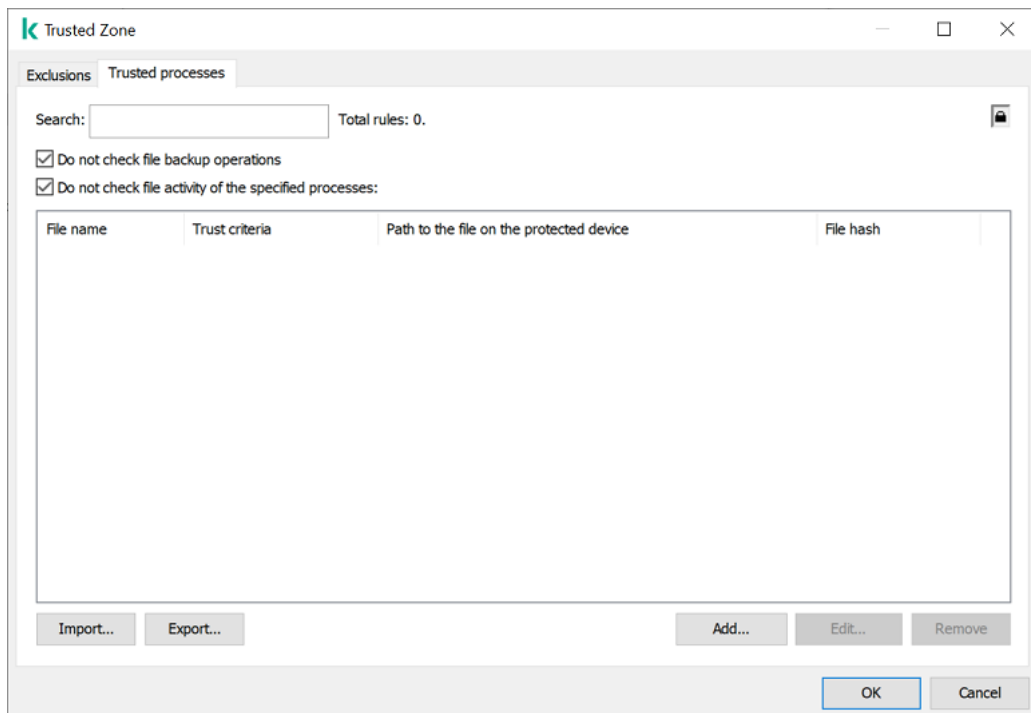 Trusted Zone
Exclusions Trusted processes
Search: Total rules: 0.
Do not check file backup operations
Do not check file activity of the specified processes:
File name Trust criteria Path to the file on the protected device File hash
Import... Export... Add... Edit... Remove
OK Cancel